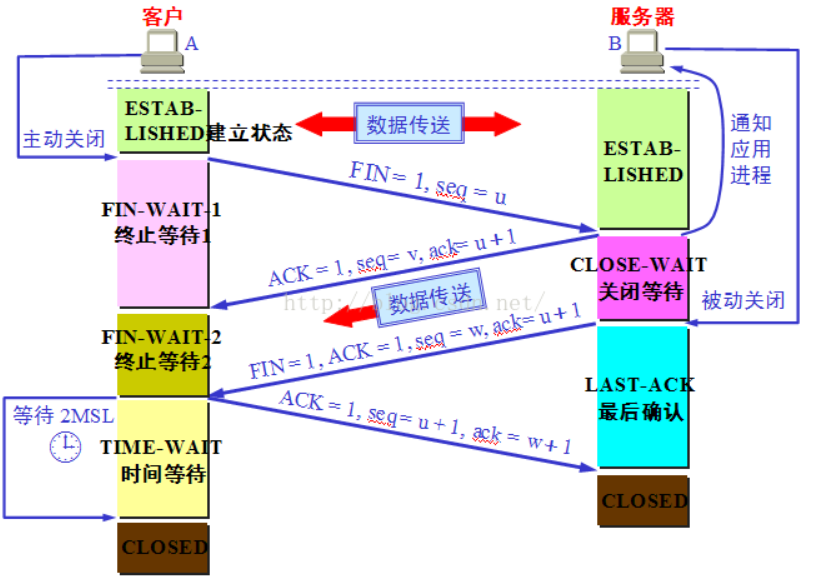 客户
服务器
A
B
ESTAB-
LISHED建立状态
数据传送
主动关闭
ESTAB-
LISHED
通知
应用
进程
FIN = 1, seq = u
FIN-WAIT-1
终止等待1
ACK = 1, seq = v, ack= u + 1
CLOSE-WAIT
关闭等待
数据传送
被动关闭
FIN-WAIT-2
终止等待2
FIN = 1, ACK = 1, seq = w, ack= u + 1
LAST-ACK
最后确认
等待 2MSL
ACK = 1, seq = u + 1, ack = w + 1
TIME-WAIT
时间等待
CLOSED
CLOSED